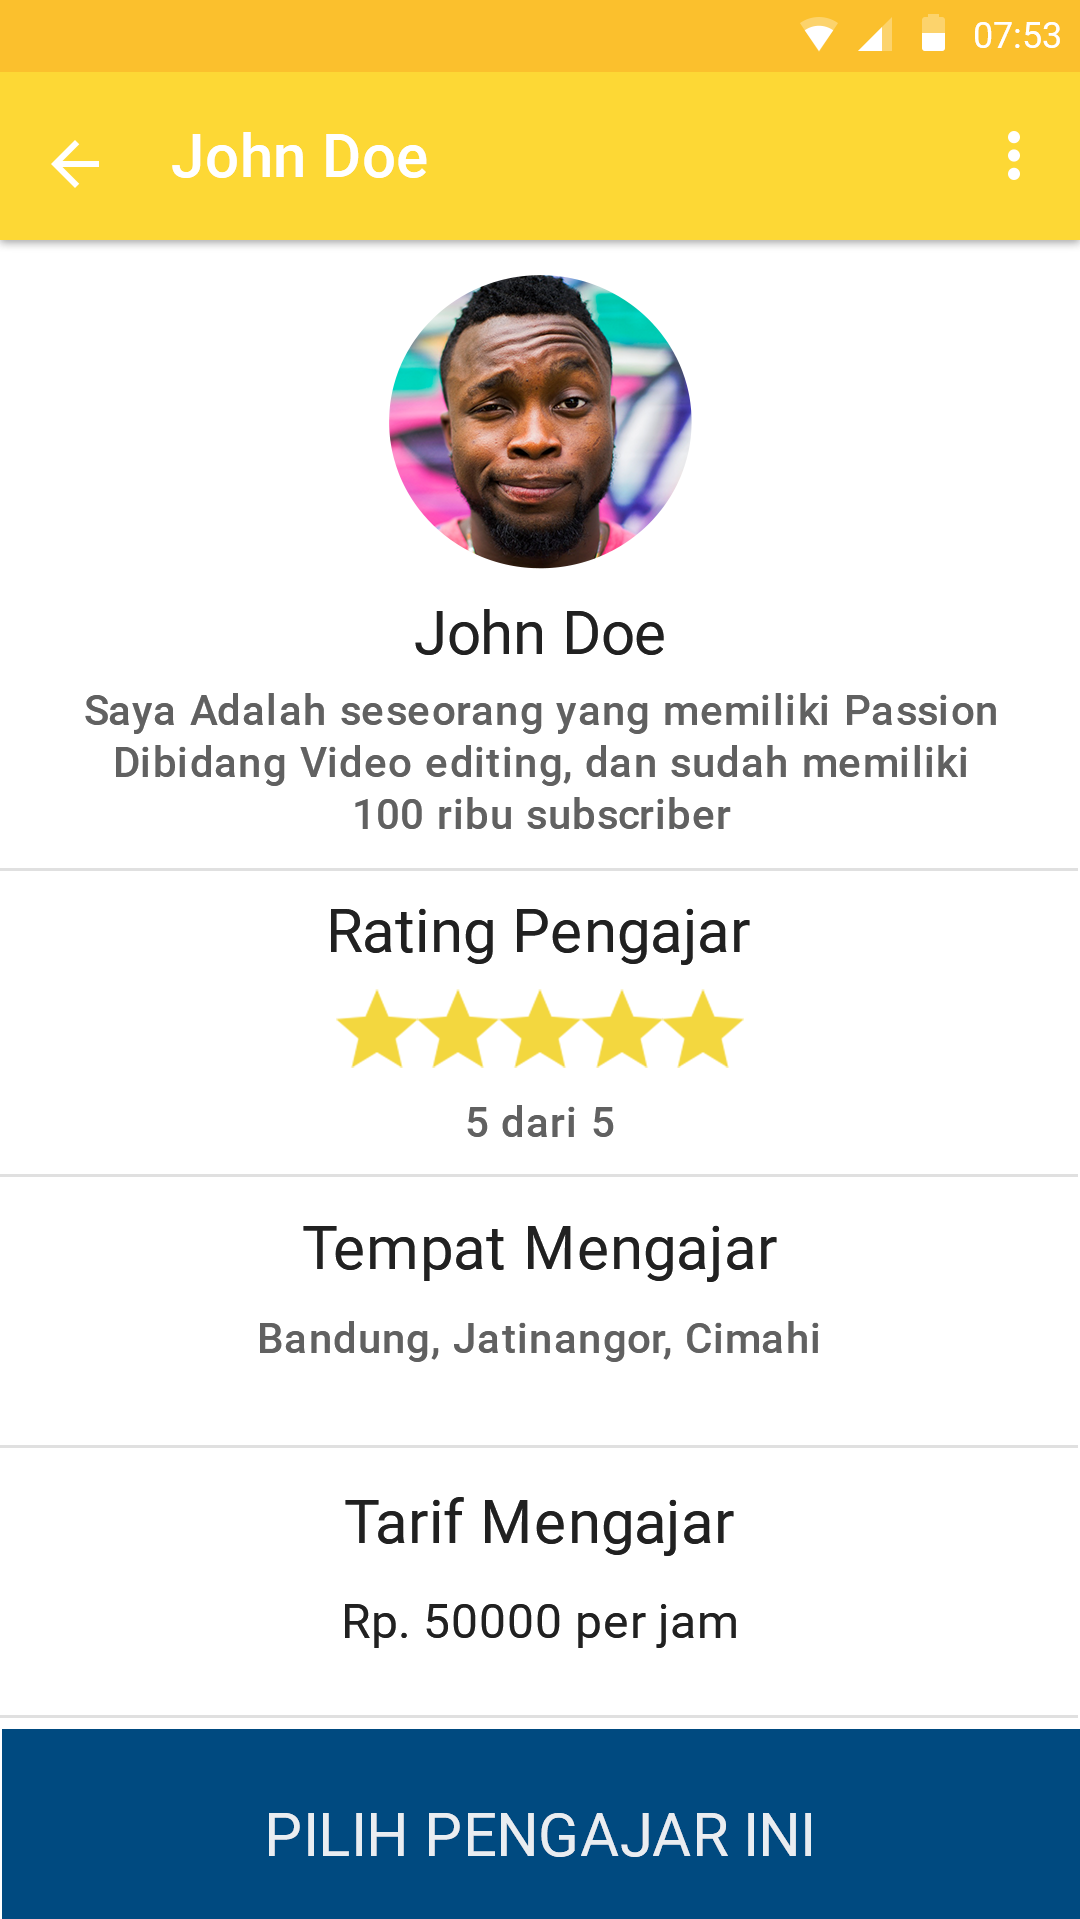 07:53
John Doe
John Doe
Saya Adalah seseorang yang memiliki Passion
Dibidang Video editing, dan sudah memiliki
100 ribu subscriber
Rating Pengajar
5 dari 5
Tempat Mengajar
Bandung, Jatinangor, Cimahi
Tarif Mengajar
Rp. 50000 per jam
PILIH PENGAJAR INI